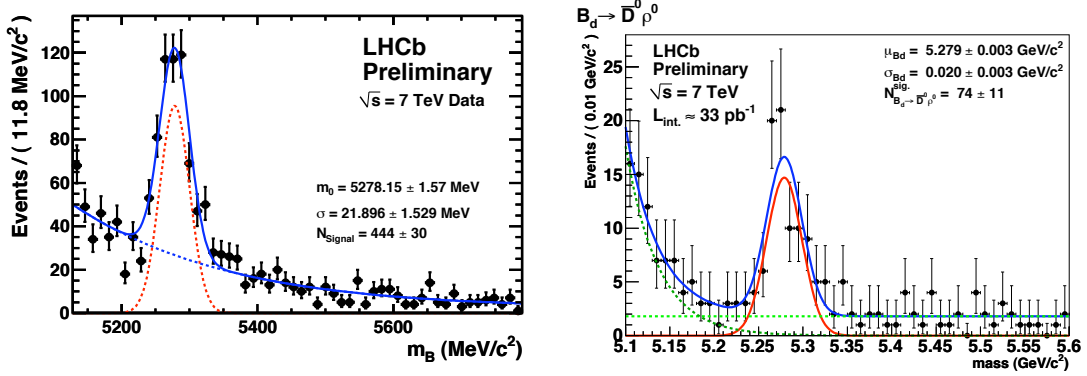 LHCb
Preliminary
√s = 7 TeV Data
m₀ = 5278.15 ± 1.57 MeV
σ = 21.896 ± 1.529 MeV
N_Signal = 444 ± 30
Events / ( 11.8 MeV/c² )
0
20
40
60
80
100
120
140
160
5200
5400
5600
m_B (MeV/c²)
B_d→ D̅⁰ρ⁰
LHCb
Preliminary
√s = 7 TeV
L_int. ≈ 33 pb⁻¹
μ_Bd = 5.279 ± 0.003 GeV/c²
σ_Bd = 0.020 ± 0.003 GeV/c²
N^sig._B_d→ D̅⁰ρ⁰ = 74 ± 11
Events / ( 0.01 GeV/c² )
0
5
10
15
20
25
5.1
5.15
5.2
5.25
5.3
5.35
5.4
5.45
5.5
5.55
5.6
mass (GeV/c²)